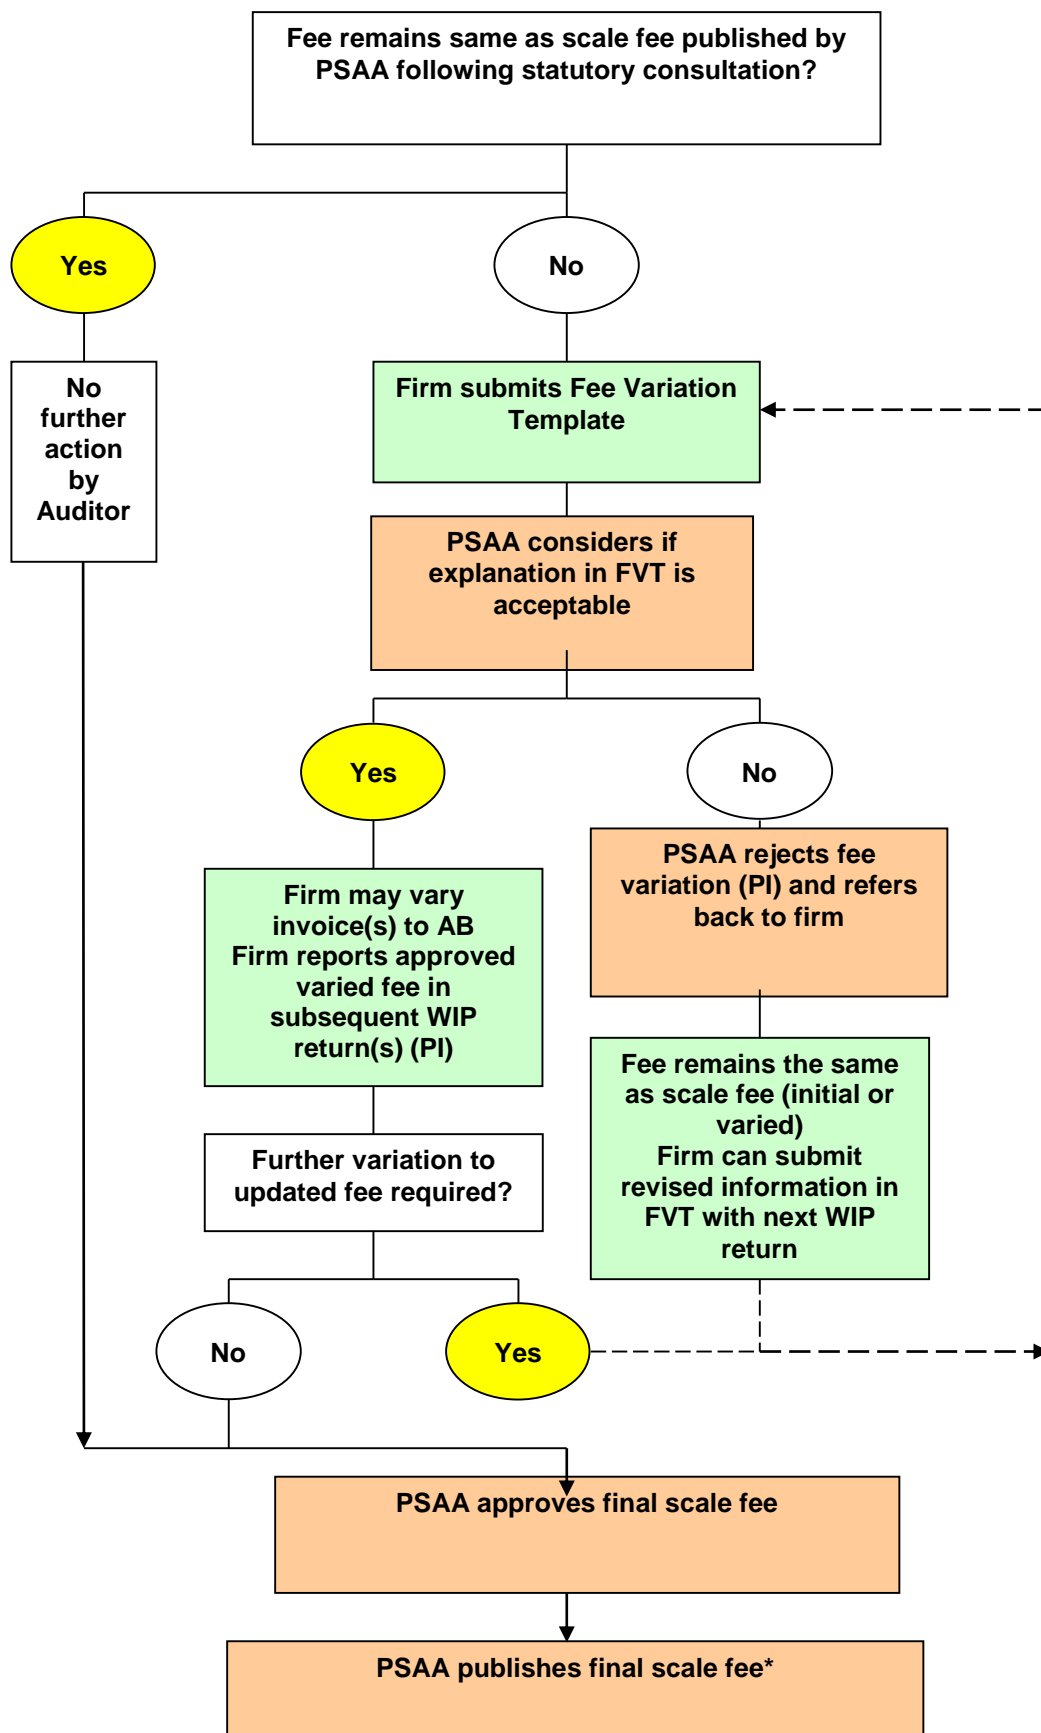 Fee remains same as scale fee published by
PSAA following statutory consultation?
Yes
No
No
further
action
by
Auditor
Firm submits Fee Variation
Template
PSAA considers if
explanation in FVT is
acceptable
Yes
No
Firm may vary
invoice(s) to AB
Firm reports approved
varied fee in
subsequent WIP
return(s) (PI)
PSAA rejects fee
variation (PI) and refers
back to firm
Fee remains the same
as scale fee (initial or
varied)
Firm can submit
revised information in
FVT with next WIP
return
Further variation to
updated fee required?
No
Yes
PSAA approves final scale fee
PSAA publishes final scale fee*